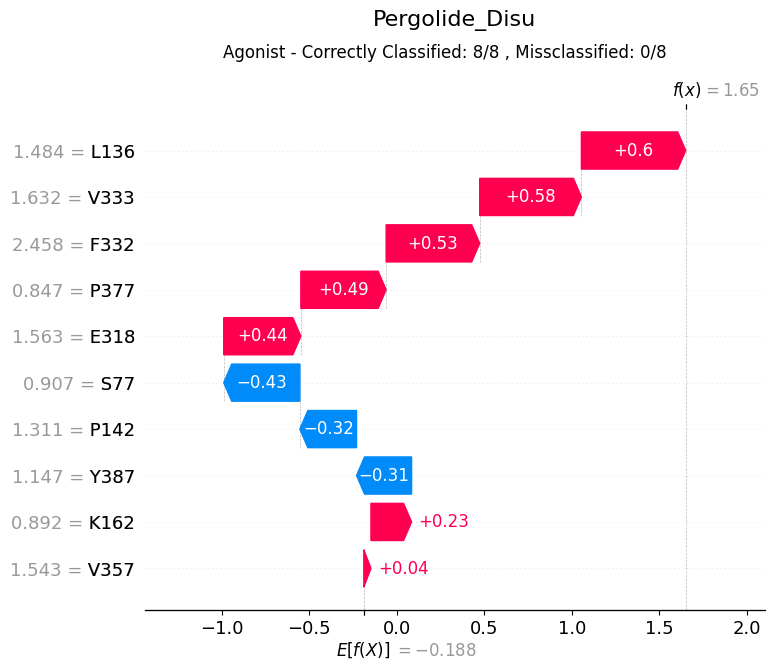 Pergolide_Disu
Agonist - Correctly Classified: 8/8 , Missclassified: 0/8
f(x) = 1.65
1.484 = L136 +0.6
1.632 = V333 +0.58
2.458 = F332 +0.53
0.847 = P377 +0.49
1.563 = E318 +0.44
0.907 = S77 −0.43
1.311 = P142 −0.32
1.147 = Y387 −0.31
0.892 = K162 +0.23
1.543 = V357 +0.04
−1.0 −0.5 0.0 0.5 1.0 1.5 2.0
E[f(X)] = −0.188